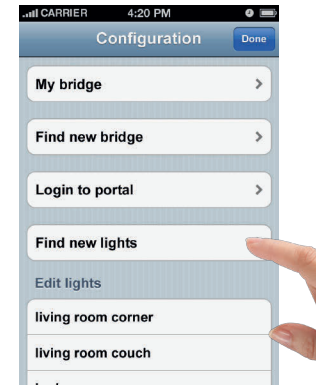 CARRIER 4:20 PM
Configuration Done
My bridge
Find new bridge
Login to portal
Find new lights
Edit lights
living room corner
living room couch